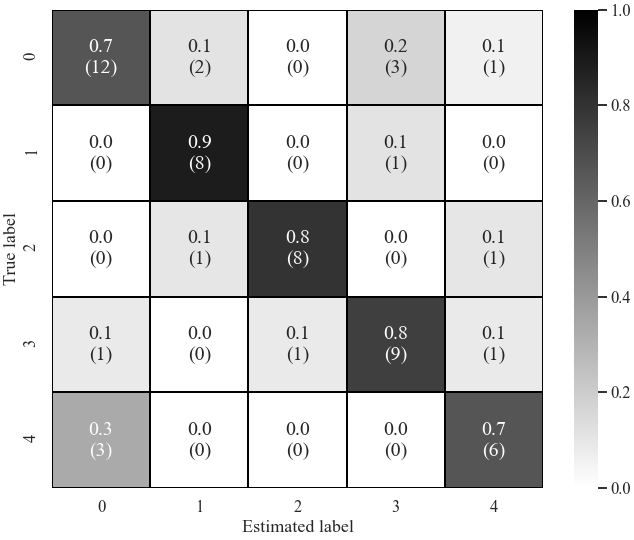 0.7 0.1 0.0 0.2 0.1
(12) (2) (0) (3) (1)
0
0.0 0.9 0.0 0.1 0.0
(0) (8) (0) (1) (0)
1
0.0 0.1 0.8 0.0 0.1
(0) (1) (8) (0) (1)
2
0.1 0.0 0.1 0.8 0.1
(1) (0) (1) (9) (1)
3
0.3 0.0 0.0 0.0 0.7
(3) (0) (0) (0) (6)
4
True label
0 1 2 3 4
Estimated label
1.0
0.8
0.6
0.4
0.2
0.0